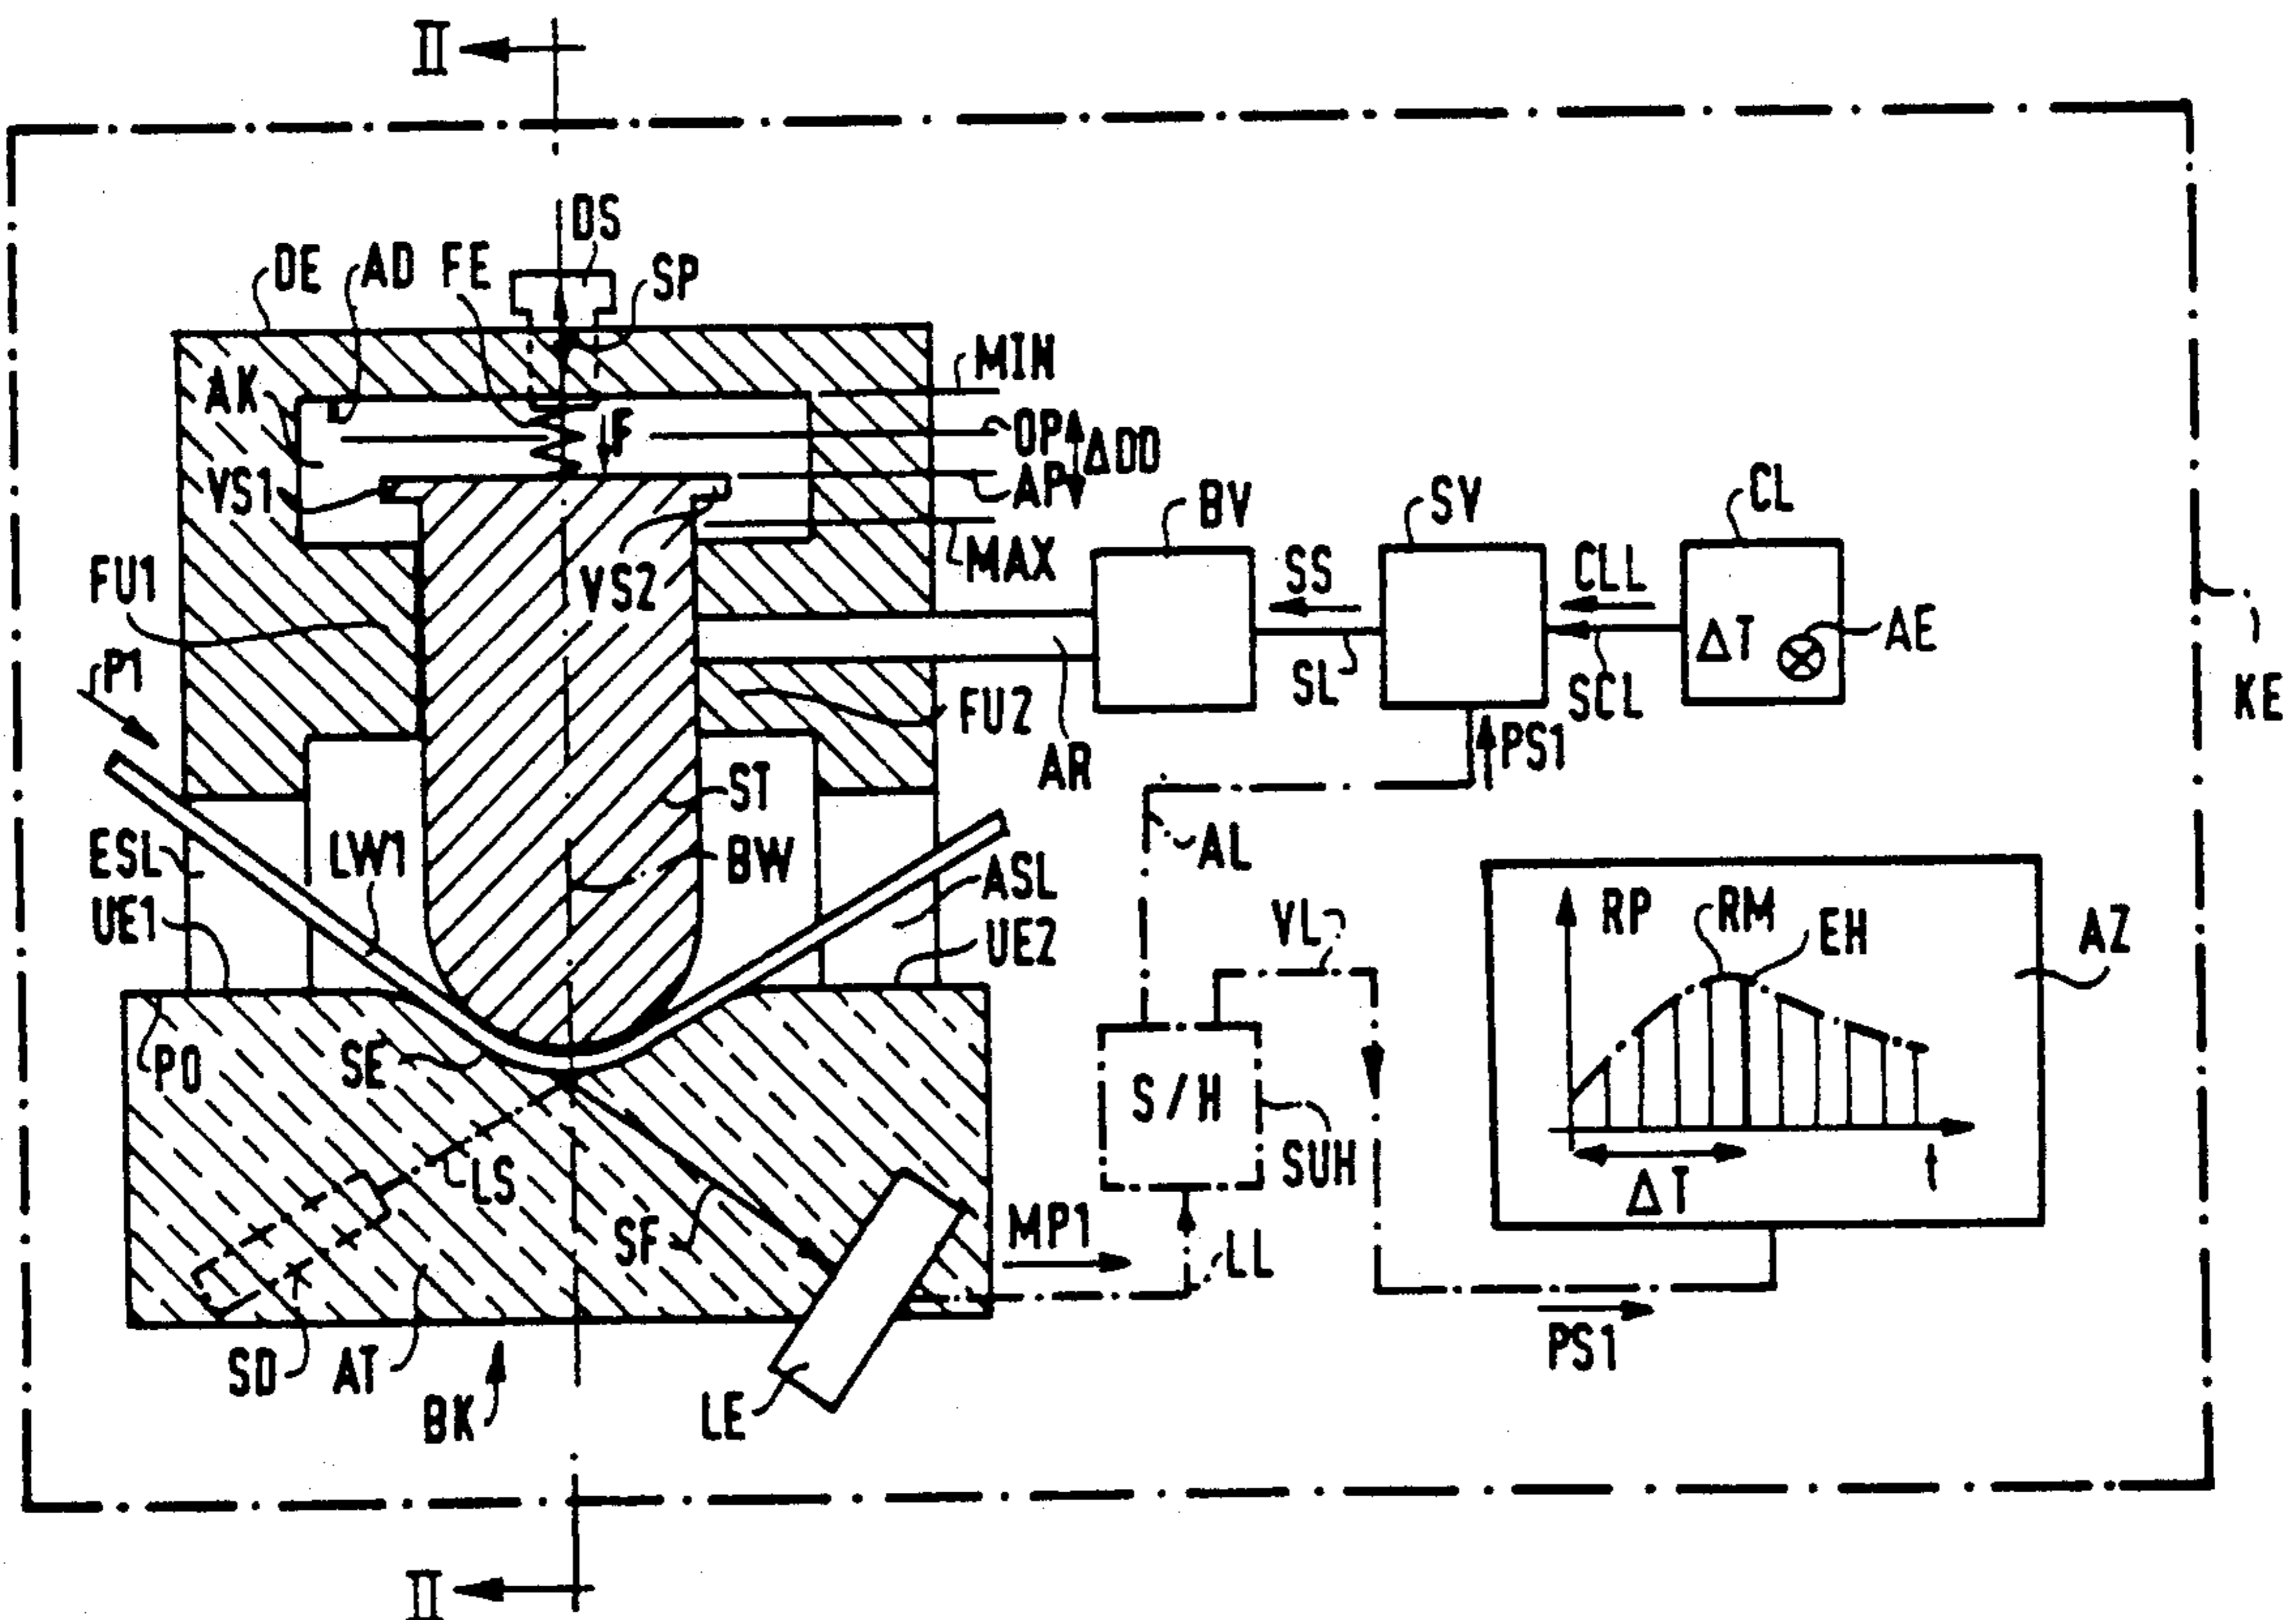 II
DS
DE AD FE SP
MIN
AK
F
OP
ΔDD
VS1
AP
BV
SV
CL
MAX
FU1
VS2
SS
CLL
ΔT
AE
P1
SL
SCL
KE
FU2
AR
PS1
ST
ESL
LW1
BW
AL
ASL
UE1
UE2
VL
RP
RM
EH
AZ
PO
SE
S/H
SUH
LS
ΔT
t
SF
MP1
LL
PS1
SD
AT
BK
LE
II